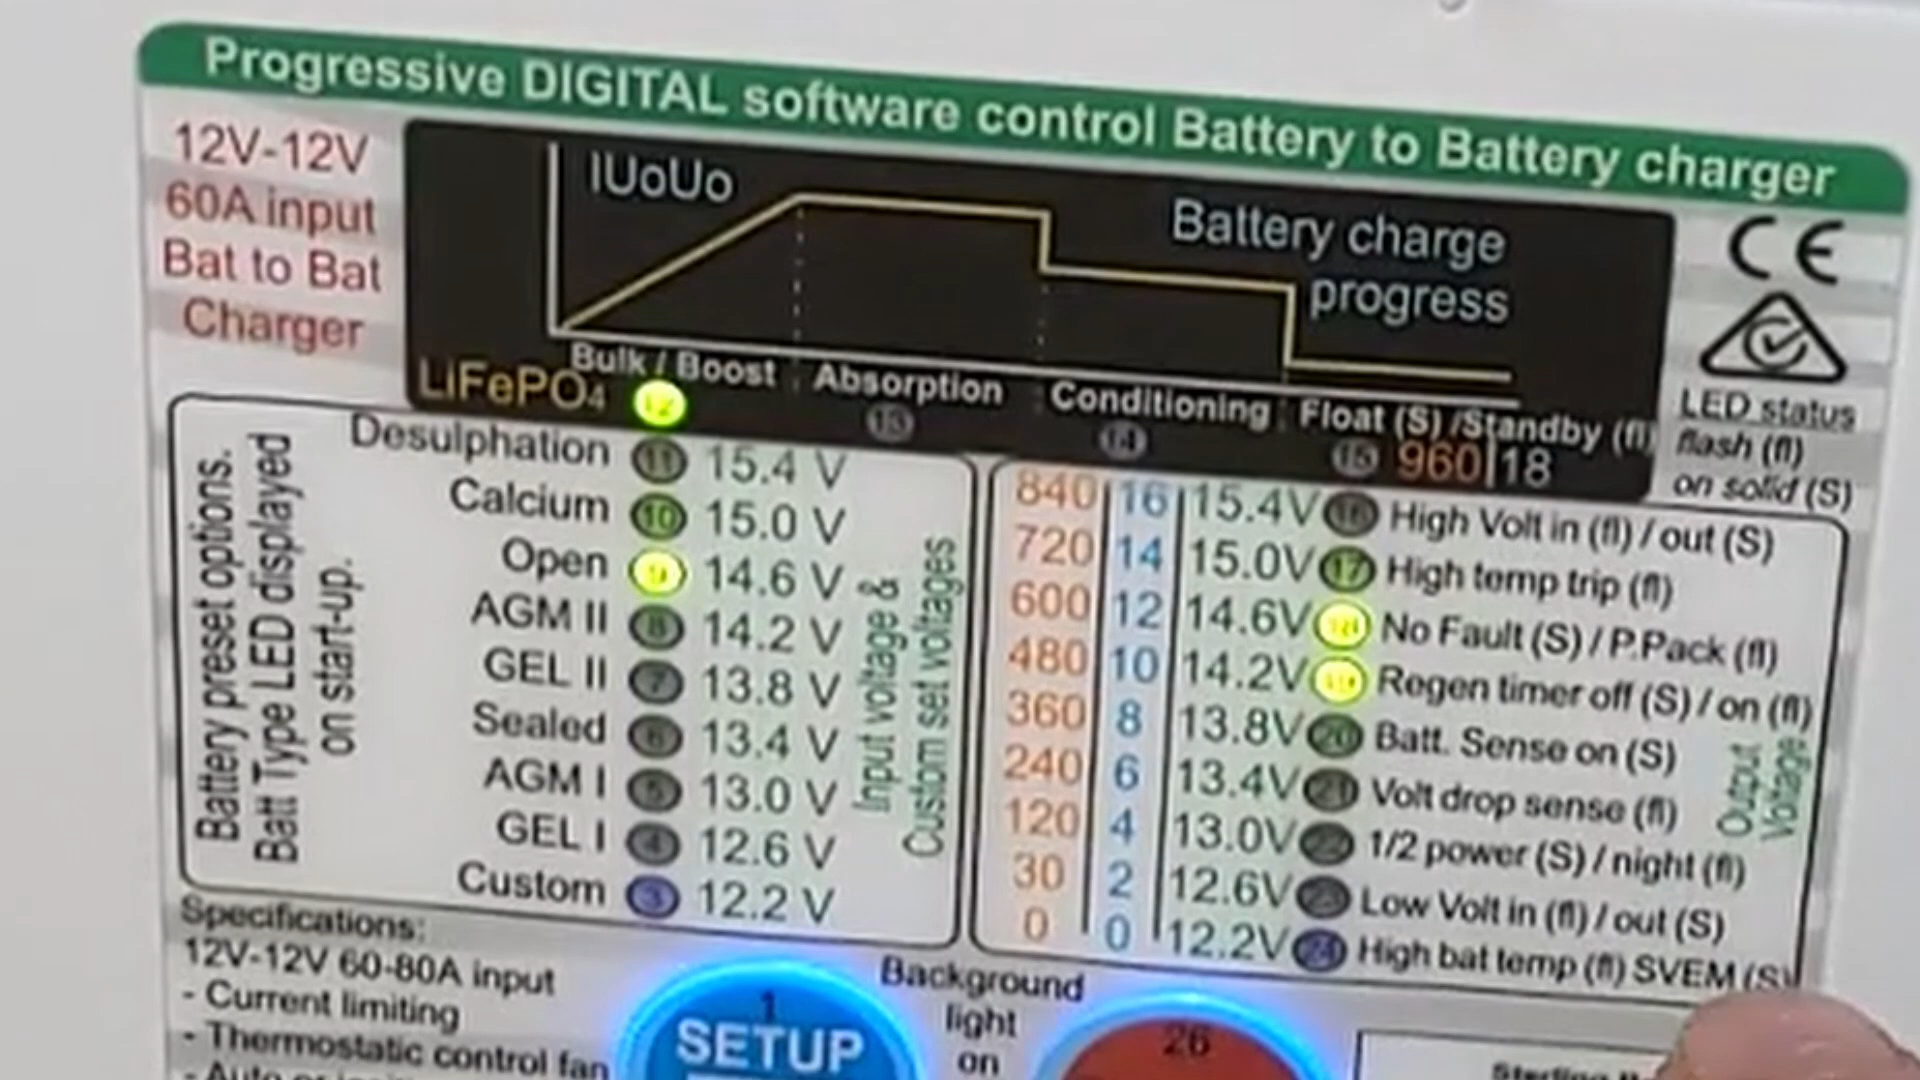 Progressive DIGITAL software control Battery to Battery charger
12V-12V
60A input
Bat to Bat
Charger
IUoUo
Battery charge
progress
Bulk / Boost
Absorption
Conditioning
Float (S) /Standby (fl)
LiFePO4 12
13
14
15 960|18
LED status
flash (fl)
on solid (S)
Battery preset options.
Batt Type LED displayed
on start-up.
Desulphation 11 15.4 V
Calcium 10 15.0 V
Open 9 14.6 V
AGM II 8 14.2 V
GEL II 7 13.8 V
Sealed 6 13.4 V
AGM I 5 13.0 V
GEL I 4 12.6 V
Custom 3 12.2 V
Input voltage &
Custom set voltages
840 16 15.4V 16 High Volt in (fl) / out (S)
720 14 15.0V 17 High temp trip (fl)
600 12 14.6V 18 No Fault (S) / P.Pack (fl)
480 10 14.2V 19 Regen timer off (S) / on (fl)
360 8 13.8V 20 Batt. Sense on (S)
240 6 13.4V 21 Volt drop sense (fl)
120 4 13.0V 22 1/2 power (S) / night (fl)
30 2 12.6V 23 Low Volt in (fl) / out (S)
0 0 12.2V 24 High bat temp (fl) SVEM (S)
Output
Voltage
Specifications:
12V-12V 60-80A input
- Current limiting
- Thermostatic control fan
1
SETUP
Background
light
on
26